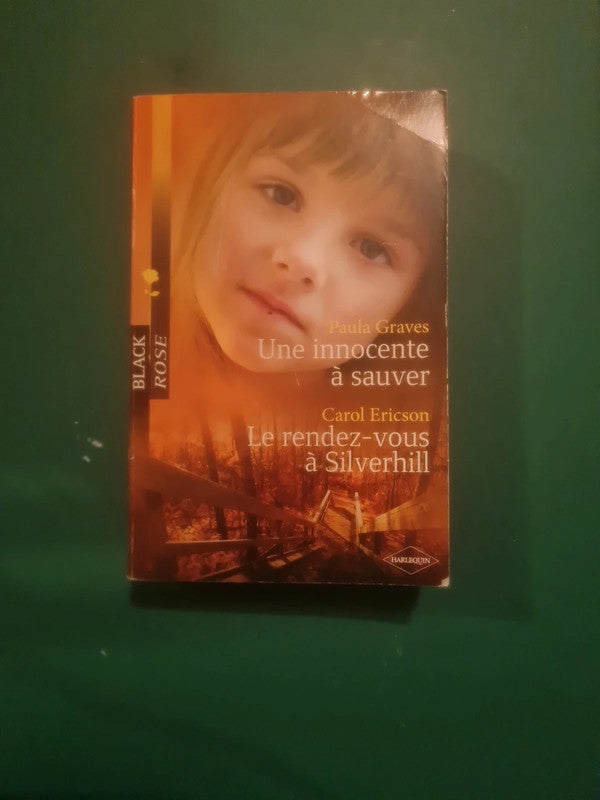 Paula Graves
Une innocente
à sauver
Carol Ericson
Le rendez-vous
à Silverhill
BLACK
ROSE
HARLEQUIN